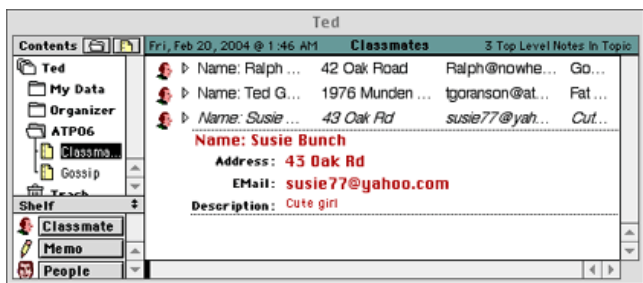 Ted
Contents
Fri, Feb 20, 2004 @ 1:46 AM Classmates 3 Top Level Notes In Topic
Ted
My Data
Organizer
ATP06
Classma...
Gossip
Trash
Shelf
Classmate
Memo
People
Name: Ralph ... 42 Oak Road Ralph@nowhe... Go...
Name: Ted G... 1976 Munden ... tgoranson@at... Fat ...
Name: Susie ... 43 Oak Rd susie77@yah... Cut...
Name: Susie Bunch
Address: 43 Oak Rd
EMail: susie77@yahoo.com
Description: Cute girl